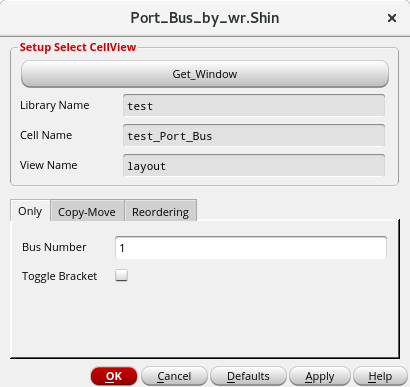 Port_Bus_by_wr.Shin
Setup Select CellView
Get_Window
Library Name test
Cell Name test_Port_Bus
View Name layout
Only Copy-Move Reordering
Bus Number 1
Toggle Bracket
OK Cancel Defaults Apply Help